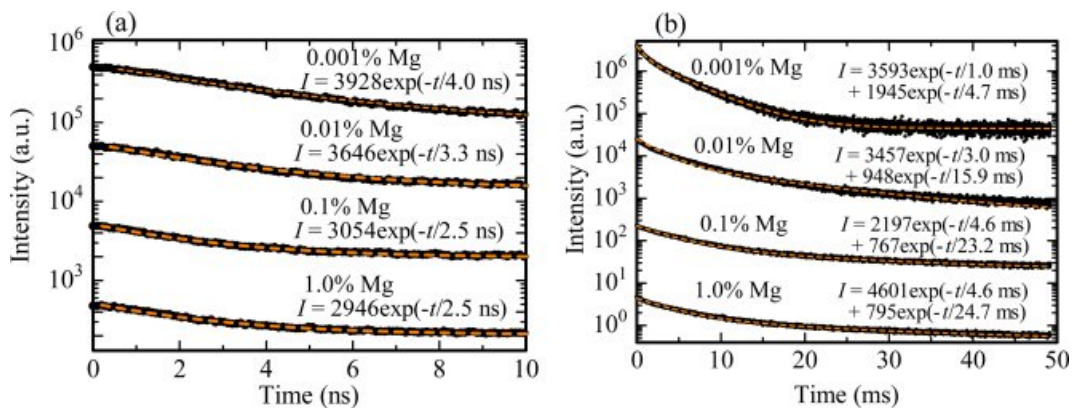 (a)
Intensity (a.u.)
10^6
10^5
10^4
10^3
0.001% Mg
I = 3928exp(-t/4.0 ns)
0.01% Mg
I = 3646exp(-t/3.3 ns)
0.1% Mg
I = 3054exp(-t/2.5 ns)
1.0% Mg
I = 2946exp(-t/2.5 ns)
0 2 4 6 8 10
Time (ns)
(b)
Intensity (a.u.)
10^6
10^5
10^4
10^3
10^2
10^1
10^0
0.001% Mg
I = 3593exp(-t/1.0 ms)
+ 1945exp(-t/4.7 ms)
0.01% Mg
I = 3457exp(-t/3.0 ms)
+ 948exp(-t/15.9 ms)
0.1% Mg
I = 2197exp(-t/4.6 ms)
+ 767exp(-t/23.2 ms)
1.0% Mg
I = 4601exp(-t/4.6 ms)
+ 795exp(-t/24.7 ms)
0 10 20 30 40 50
Time (ms)